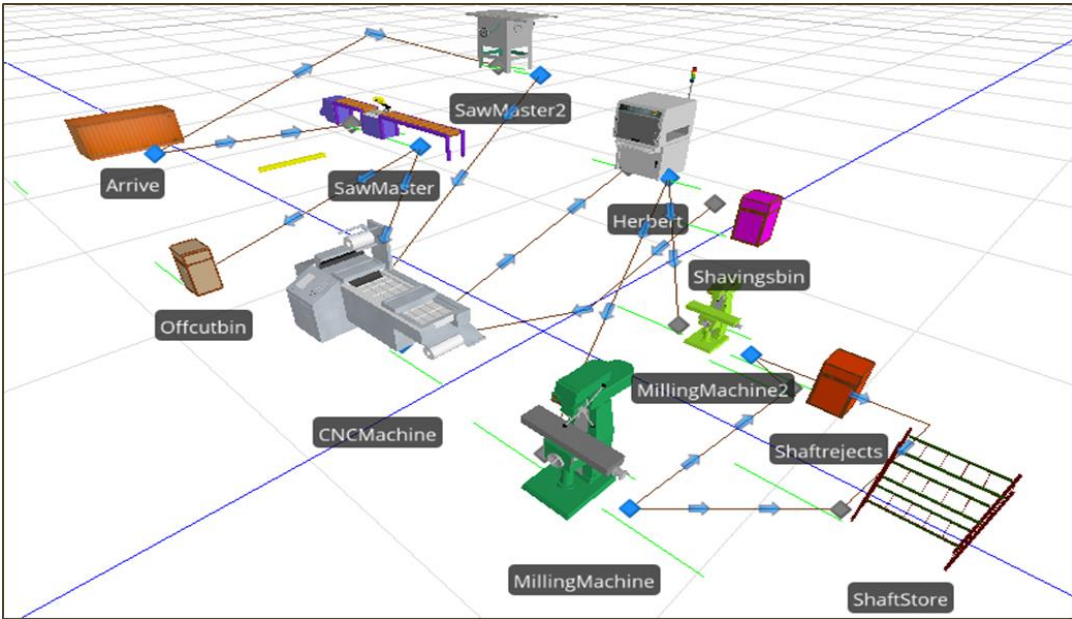 SawMaster2
Arrive
SawMaster
Herbert
Shavingsbin
Offcutbin
MillingMachine2
CNCMachine
Shaftrejects
MillingMachine
ShaftStore